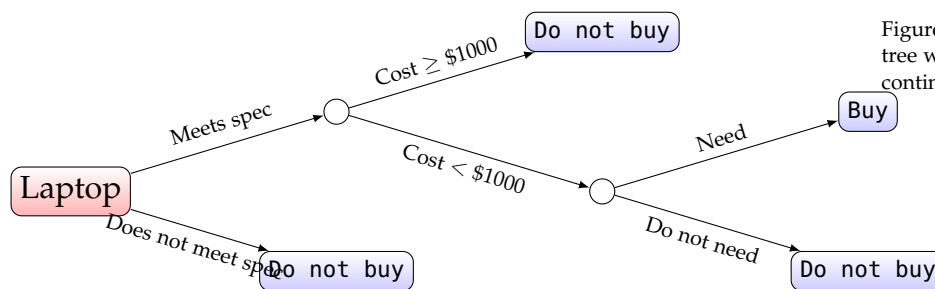 Do not buy
Figure
tree w
contin
Cost ≥ $1000
Meets spec
Buy
Need
Cost < $1000
Laptop
Does not meet spec
Do not need
Do not buy
Do not buy